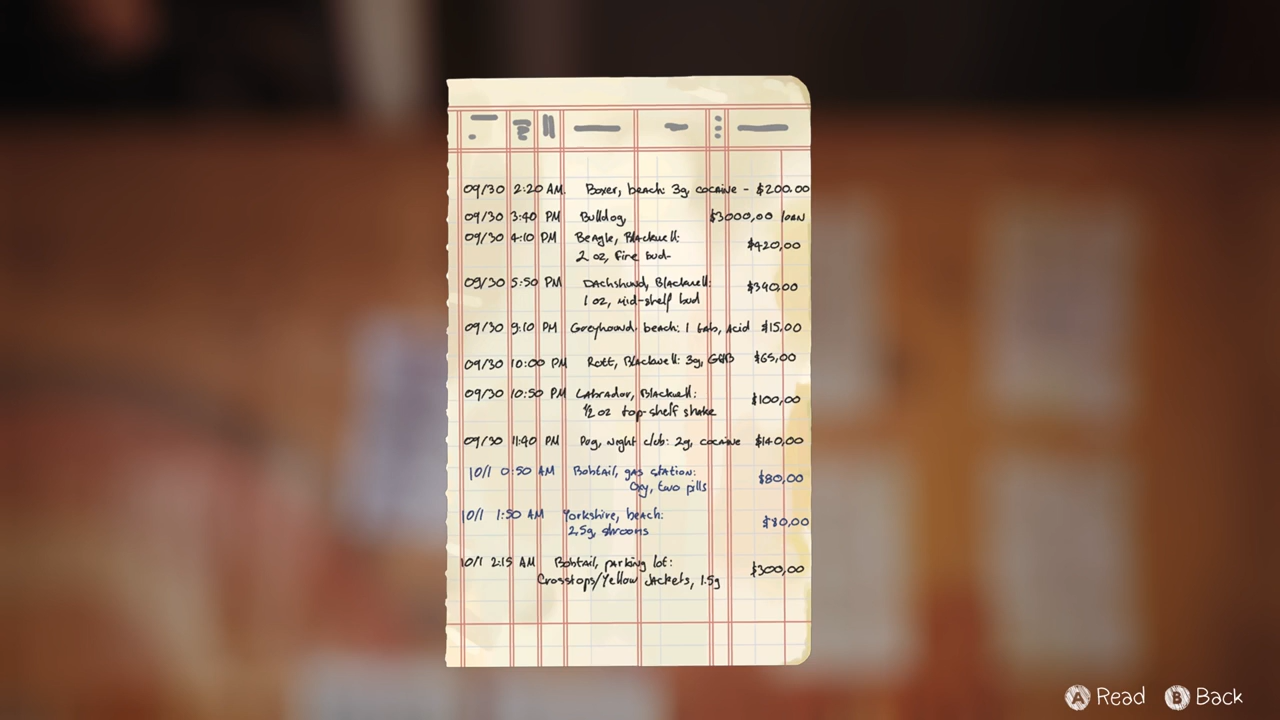 09/30 2:20 AM. Boxer, beach: 3g, cocaine - $200.00
09/30 3:40 PM Bulldog, $3000,00 loan
09/30 4:10 PM Beagle, Blackwell: $420,00
2 oz, fire bud-
09/30 5:50 PM Dachshund, Blackwell: $340,00
1 oz, mid-shelf bud
09/30 9:10 PM Greyhound, beach: 1 tab, Acid $15.00
09/30 10:00 PM Rott, Blackwell: 3g, GHB $65,00
09/30 10:50 PM Labrador, Blackwell: $100,00
½ oz top-shelf shake
09/30 11:40 PM Pog, night club: 2g, cocaine $140,00
10/1 0:50 AM Bobtail, gas station: $80,00
Oxy, two pills
10/1 1:50 AM Yorkshire, beach:
2,5g, shrooms
10/1 2:15 AM Bobtail, parking lot: $300,00
Crosstops/Yellow Jackets, 1.5g
A Read B Back